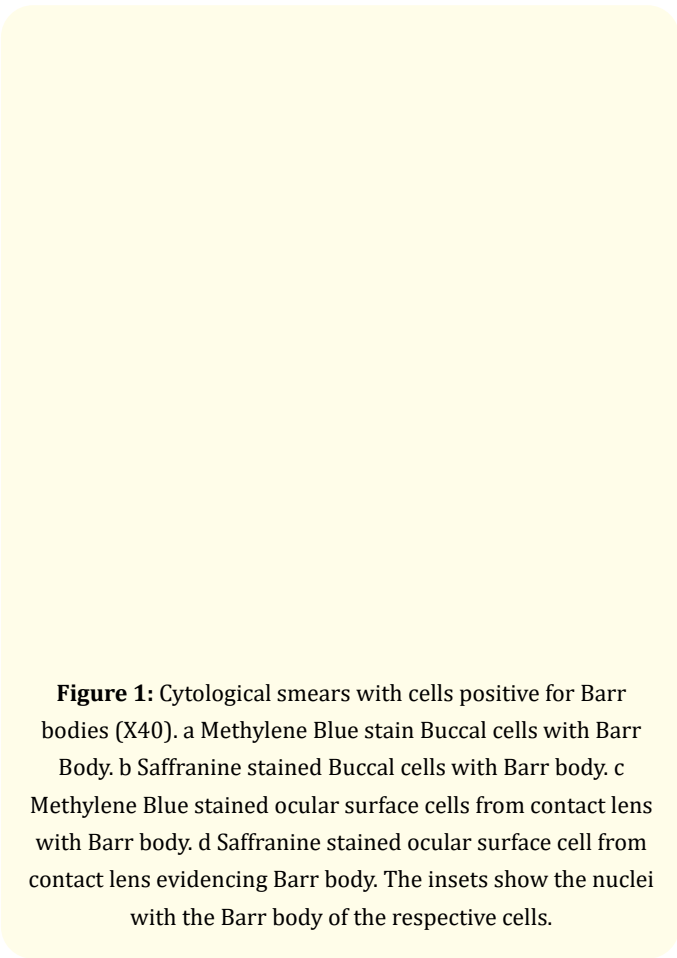 Figure 1: Cytological smears with cells positive for Barr
bodies (X40). a Methylene Blue stain Buccal cells with Barr
Body. b Saffranine stained Buccal cells with Barr body. c
Methylene Blue stained ocular surface cells from contact lens
with Barr body. d Saffranine stained ocular surface cell from
contact lens evidencing Barr body. The insets show the nuclei
with the Barr body of the respective cells.